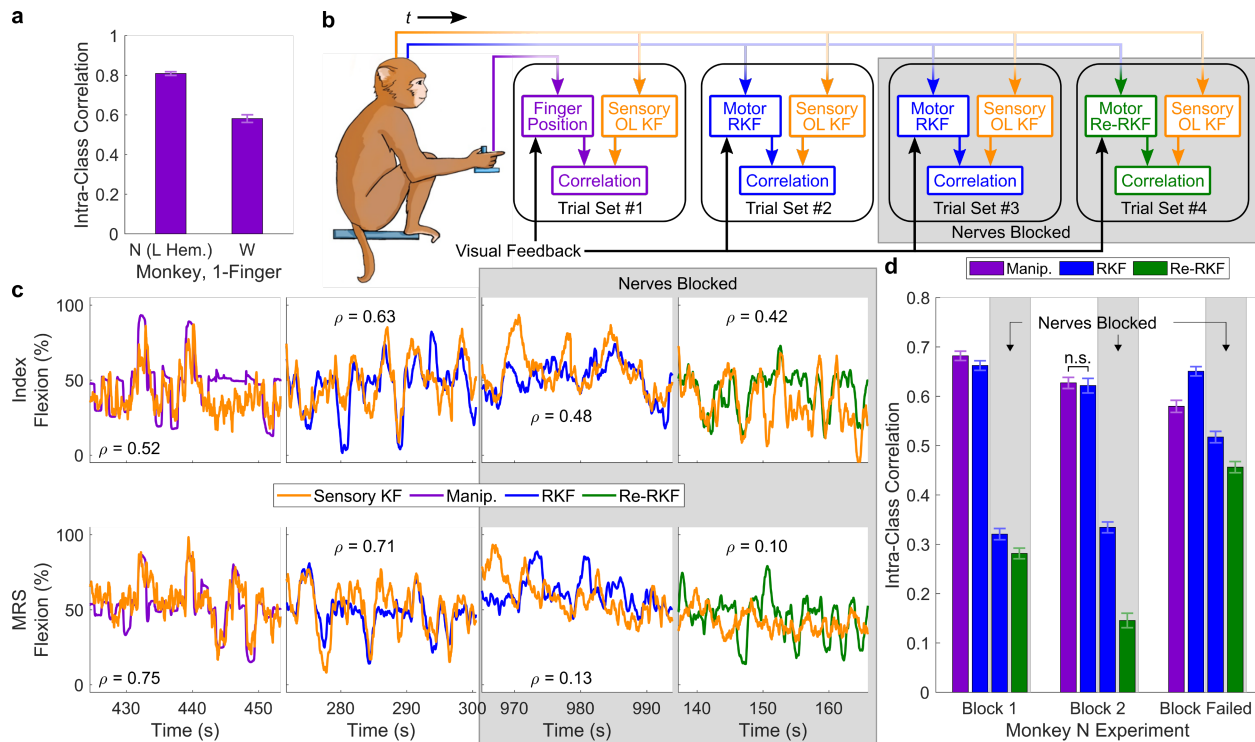 a
Intra-Class Correlation
1
0.8
0.6
0.4
0.2
0
N (L Hem.)
W
Monkey, 1-Finger
b
t
Finger
Position
Sensory
OL KF
Correlation
Trial Set #1
Motor
RKF
Sensory
OL KF
Correlation
Trial Set #2
Motor
RKF
Sensory
OL KF
Correlation
Trial Set #3
Motor
Re-RKF
Sensory
OL KF
Correlation
Trial Set #4
Nerves Blocked
Visual Feedback
c
Nerves Blocked
Index
Flexion (%)
100
50
0
ρ = 0.52
ρ = 0.63
ρ = 0.48
ρ = 0.42
Sensory KF Manip. RKF Re-RKF
MRS
Flexion (%)
100
50
0
ρ = 0.75
ρ = 0.71
ρ = 0.13
ρ = 0.10
430 440 450
280 290 300
970 980 990
140 150 160
Time (s)
Time (s)
Time (s)
Time (s)
d
Manip. RKF Re-RKF
Intra-Class Correlation
0.8
0.7
0.6
0.5
0.4
0.3
0.2
0.1
0
Nerves Blocked
n.s.
Block 1
Block 2
Block Failed
Monkey N Experiment